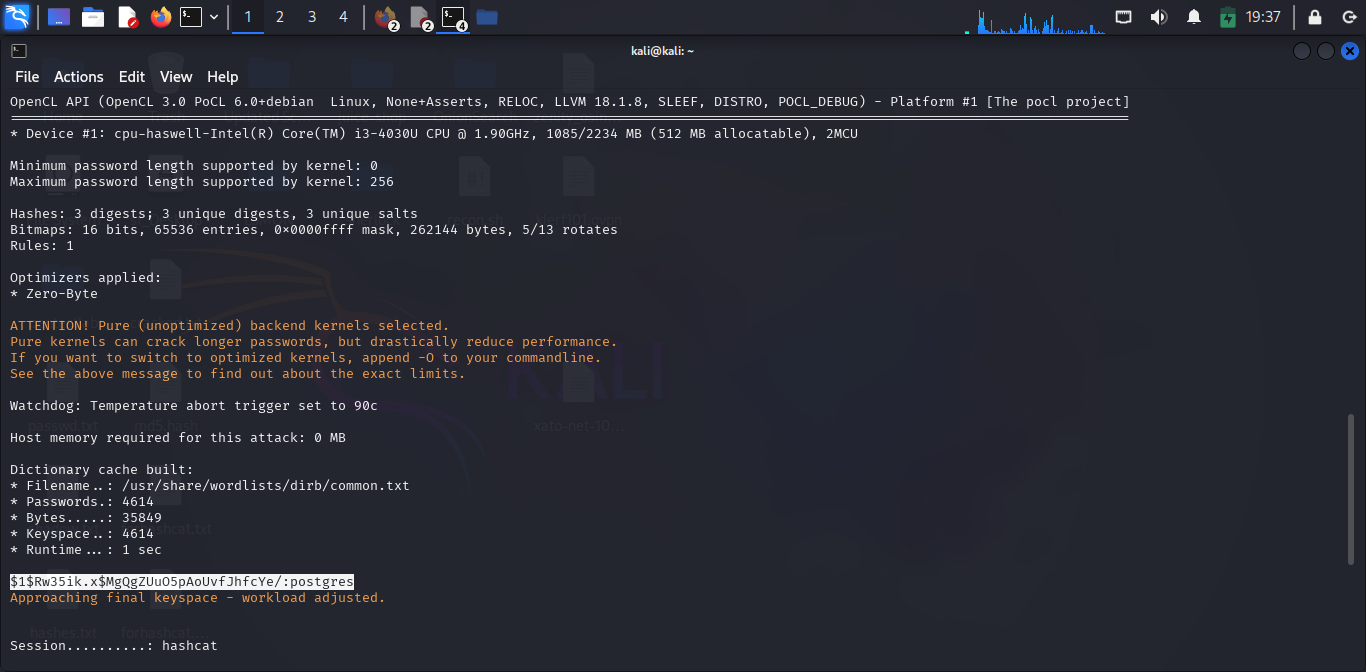 1 2 3 4 2 2 4 19:37
kali@kali: ~
File Actions Edit View Help
OpenCL API (OpenCL 3.0 PoCL 6.0+debian  Linux, None+Asserts, RELOC, LLVM 18.1.8, SLEEF, DISTRO, POCL_DEBUG) - Platform #1 [The pocl project]
* Device #1: cpu-haswell-Intel(R) Core(TM) i3-4030U CPU @ 1.90GHz, 1085/2234 MB (512 MB allocatable), 2MCU
Minimum password length supported by kernel: 0
Maximum password length supported by kernel: 256
Hashes: 3 digests; 3 unique digests, 3 unique salts
Bitmaps: 16 bits, 65536 entries, 0x0000ffff mask, 262144 bytes, 5/13 rotates
Rules: 1
Optimizers applied:
* Zero-Byte
ATTENTION! Pure (unoptimized) backend kernels selected.
Pure kernels can crack longer passwords, but drastically reduce performance.
If you want to switch to optimized kernels, append -O to your commandline.
See the above message to find out about the exact limits.
Watchdog: Temperature abort trigger set to 90c
Host memory required for this attack: 0 MB
Dictionary cache built:
* Filename..: /usr/share/wordlists/dirb/common.txt
* Passwords.: 4614
* Bytes.....: 35849
* Keyspace..: 4614
* Runtime...: 1 sec
$1$Rw35ik.x$MgQgZUuO5pAoUvfJhfcYe/:postgres
Approaching final keyspace - workload adjusted.
Session..........: hashcat